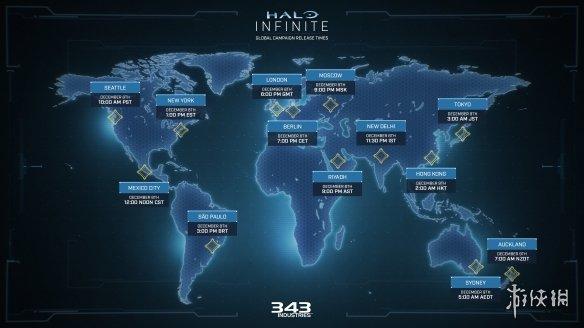 HALO
INFINITE
GLOBAL CAMPAIGN RELEASE TIMES
SEATTLE
DECEMBER 8TH
10:00 AM PST
NEW YORK
DECEMBER 8TH
1:00 PM EST
LONDON
DECEMBER 8TH
6:00 PM GMT
MOSCOW
DECEMBER 8TH
9:00 PM MSK
TOKYO
DECEMBER 9TH
3:00 AM JST
BERLIN
DECEMBER 8TH
7:00 PM CET
NEW DELHI
DECEMBER 8TH
11:30 PM IST
MEXICO CITY
DECEMBER 8TH
12:00 NOON CST
RIYADH
DECEMBER 8TH
9:00 PM AST
HONG KONG
DECEMBER 9TH
2:00 AM HKT
SÃO PAULO
DECEMBER 8TH
3:00 PM BRT
AUCKLAND
DECEMBER 9TH
7:00 AM NZDT
SYDNEY
DECEMBER 9TH
5:00 AM AEDT
343
INDUSTRIES
游侠网